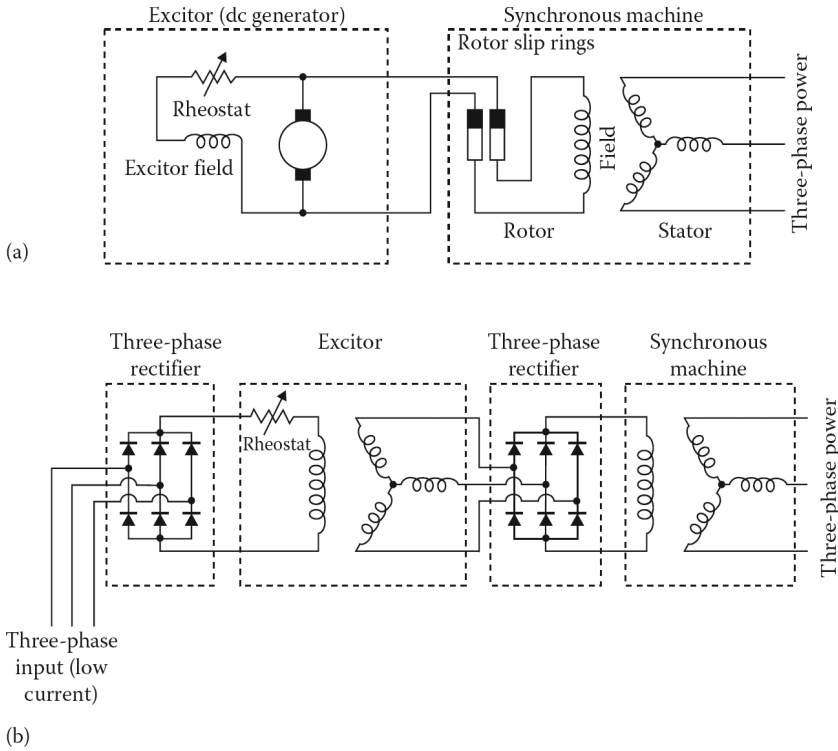 Excitor (dc generator)
Synchronous machine
Rotor slip rings
Rheostat
Excitor field
Field
Rotor
Stator
Three-phase power
(a)
Three-phase
rectifier
Excitor
Three-phase
rectifier
Synchronous
machine
Rheostat
Three-phase power
Three-phase
input (low
current)
(b)